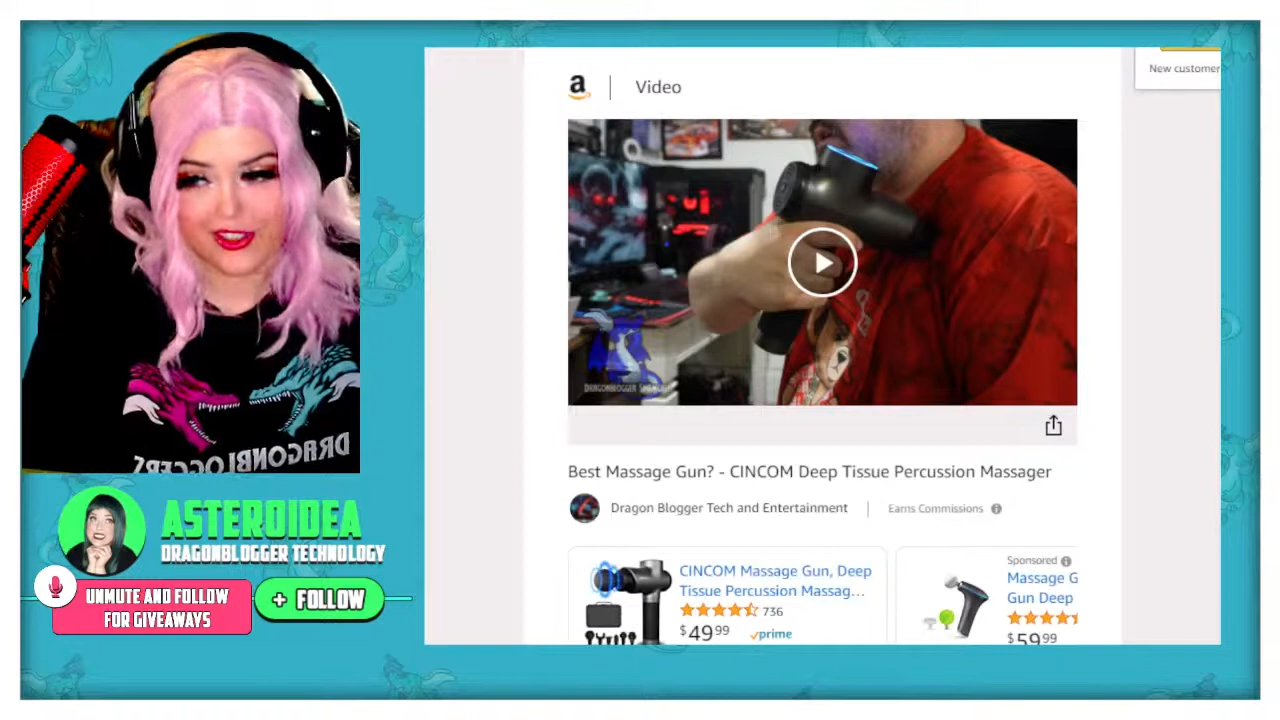 DRAGONBLOGGERS
ASTEROIDEA
DRAGONBLOGGER TECHNOLOGY
UNMUTE AND FOLLOW
FOR GIVEAWAYS
+ FOLLOW
a | Video
New customer
Best Massage Gun? - CINCOM Deep Tissue Percussion Massager
Dragon Blogger Tech and Entertainment | Earns Commissions
CINCOM Massage Gun, Deep
Tissue Percussion Massag...
736
$49.99 prime
Sponsored
Massage G
Gun Deep
$59.99